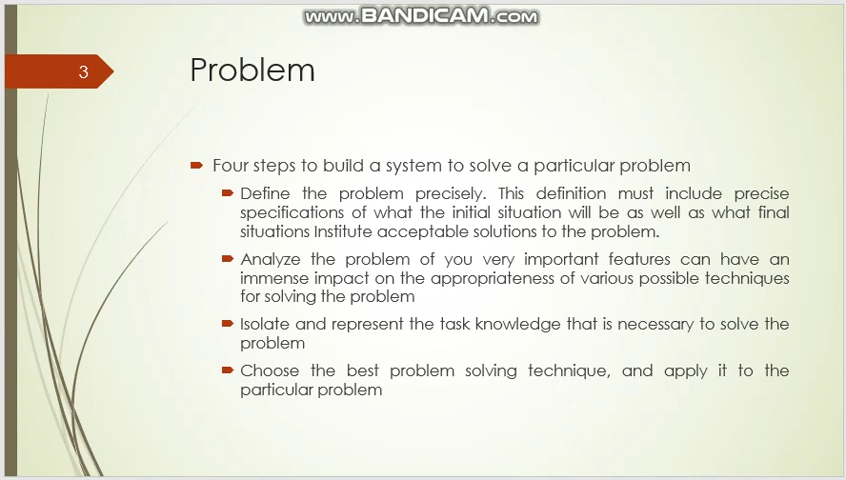 www.BANDICAM.com
3
Problem
Four steps to build a system to solve a particular problem
Define the problem precisely. This definition must include precise
specifications of what the initial situation will be as well as what final
situations Institute acceptable solutions to the problem.
Analyze the problem of you very important features can have an
immense impact on the appropriateness of various possible techniques
for solving the problem
Isolate and represent the task knowledge that is necessary to solve the
problem
Choose the best problem solving technique, and apply it to the
particular problem